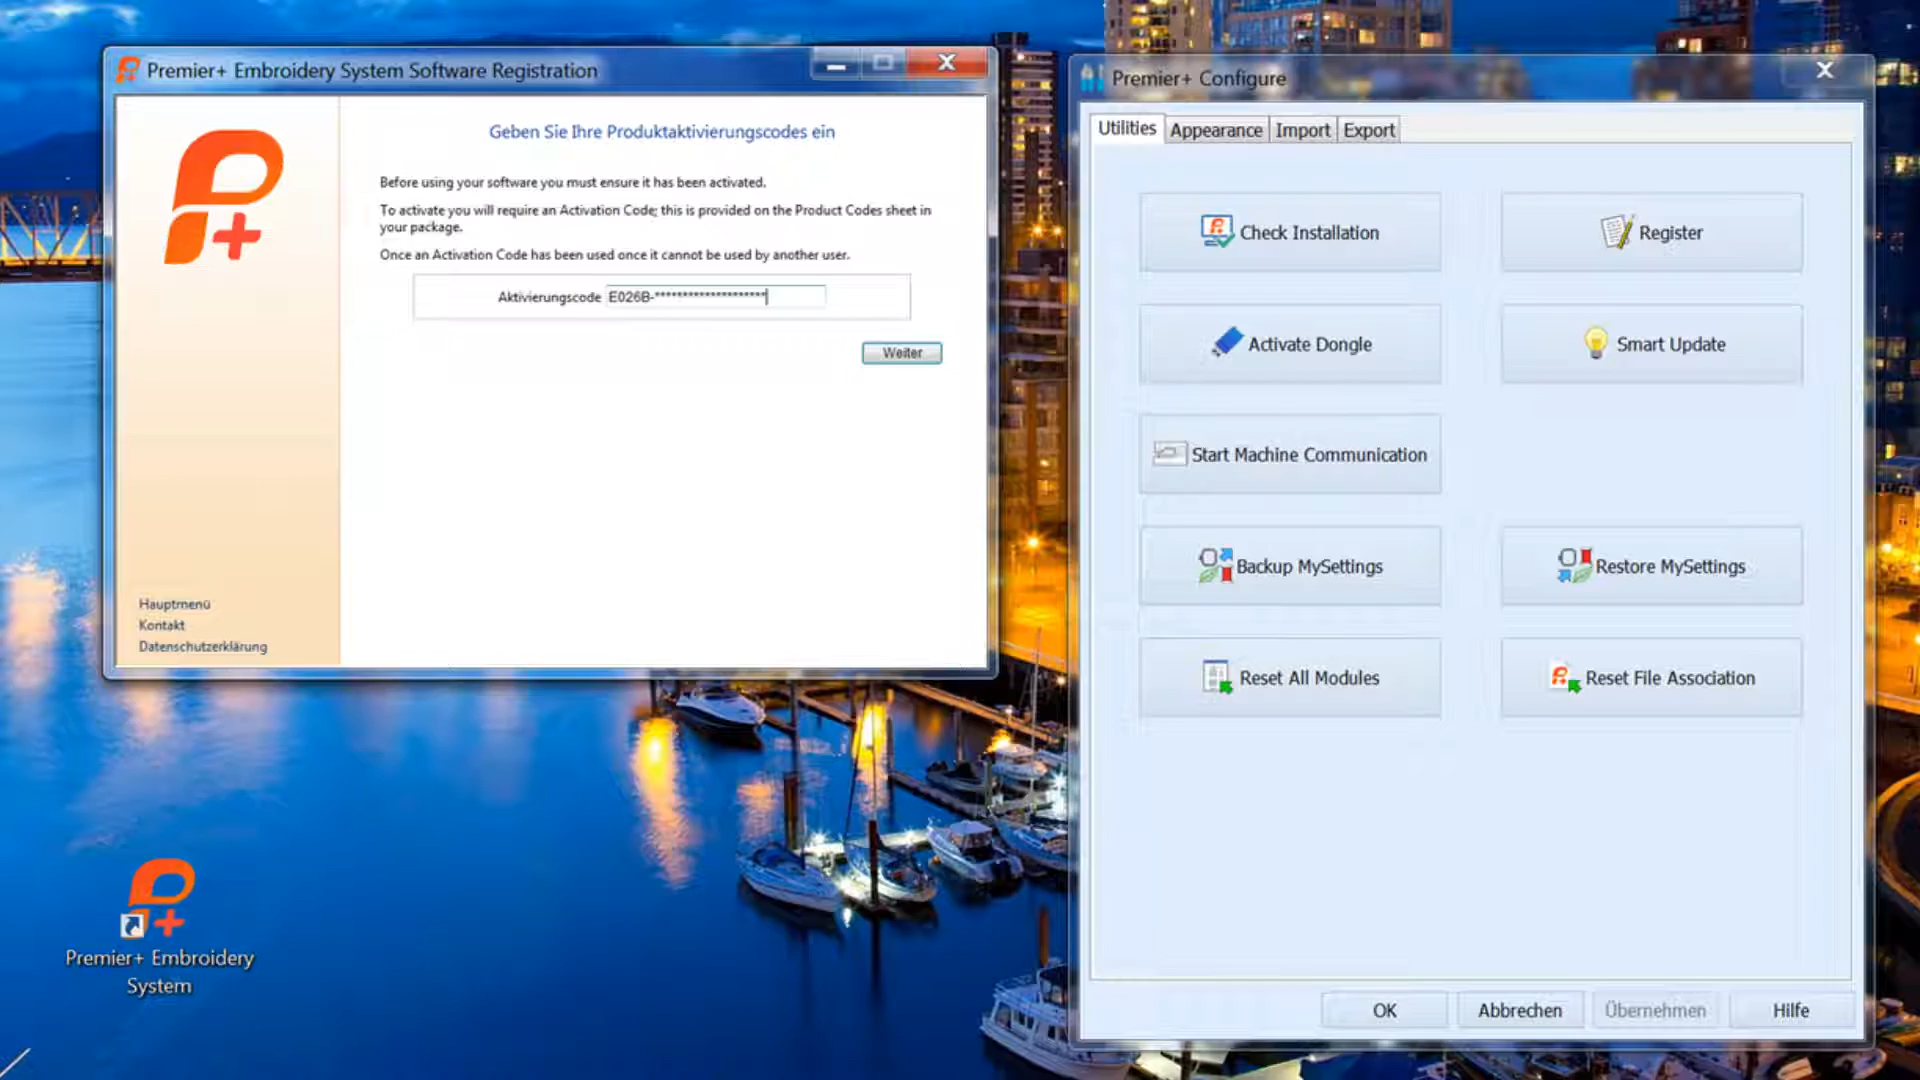 Premier+ Embroidery System Software Registration
Geben Sie Ihre Produktaktivierungscodes ein
Before using your software you must ensure it has been activated.
To activate you will require an Activation Code; this is provided on the Product Codes sheet in
your package.
Once an Activation Code has been used once it cannot be used by another user.
Aktivierungscode E026B-********************
Weiter
Hauptmenü
Kontakt
Datenschutzerklärung
Premier+ Embroidery
System
Premier+ Configure
Utilities Appearance Import Export
Check Installation Register
Activate Dongle Smart Update
Start Machine Communication
Backup MySettings Restore MySettings
Reset All Modules Reset File Association
OK Abbrechen Übernehmen Hilfe